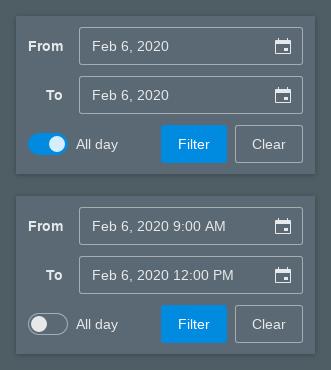 From Feb 6, 2020
To Feb 6, 2020
All day Filter Clear
From Feb 6, 2020 9:00 AM
To Feb 6, 2020 12:00 PM
All day Filter Clear